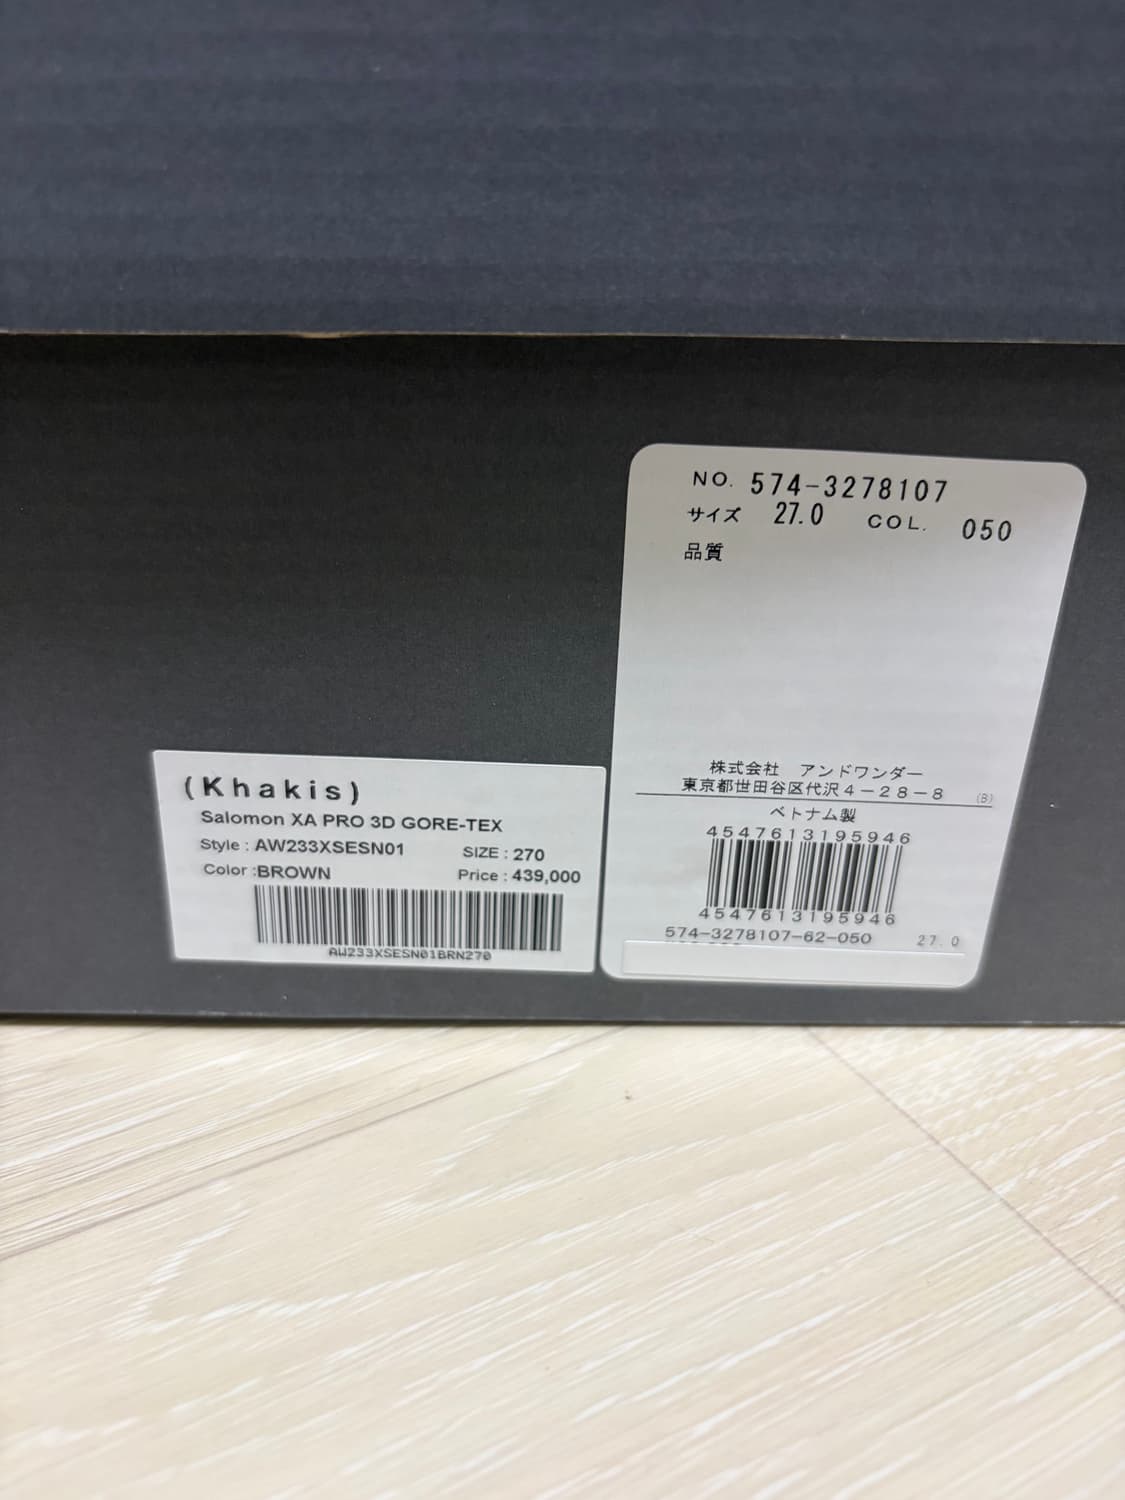 (Khakis)
Salomon XA PRO 3D GORE-TEX
Style : AW233XSESN01 SIZE : 270
Color :BROWN Price : 439,000
AW233XSESN01BRN270
NO. 574-3278107
サイズ 27.0 COL. 050
品質
株式会社 アンドワンダー
東京都世田谷区代沢4-28-8 (B)
ベトナム製
4547613195946
4547613195946
574-3278107-62-050 27.0